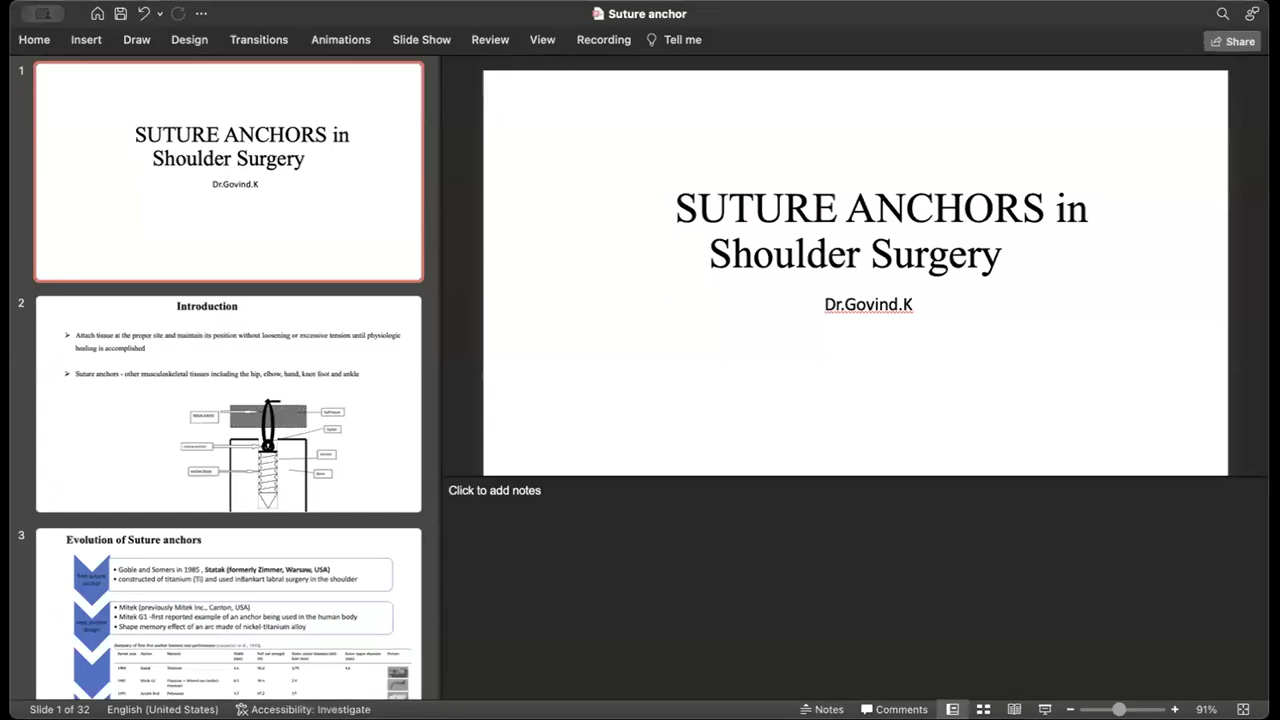 Suture anchor
Home Insert Draw Design Transitions Animations Slide Show Review View Recording Tell me
Share
1
SUTURE ANCHORS in
Shoulder Surgery
Dr.Govind.K
2
Introduction
Attach tissue at the proper site and maintain its position without loosening or excessive tension until physiologic
healing is accomplished
Suture anchors - other musculoskeletal tissues including the hip, elbow, hand, knee foot and ankle
3
Evolution of Suture anchors
• Goble and Somers in 1985 , Statak (formerly Zimmer, Warsaw, USA)
• constructed of titanium (Ti) and used inBankart labral surgery in the shoulder
• Mitek (previously Mitek Inc., Canton, USA)
• Mitek G1 -first reported example of an anchor being used in the human body
• Shape memory effect of an arc made of nickel-titanium alloy
SUTURE ANCHORS in
Shoulder Surgery
Dr.Govind.K
Click to add notes
Slide 1 of 32 English (United States) Accessibility: Investigate Notes Comments 91%